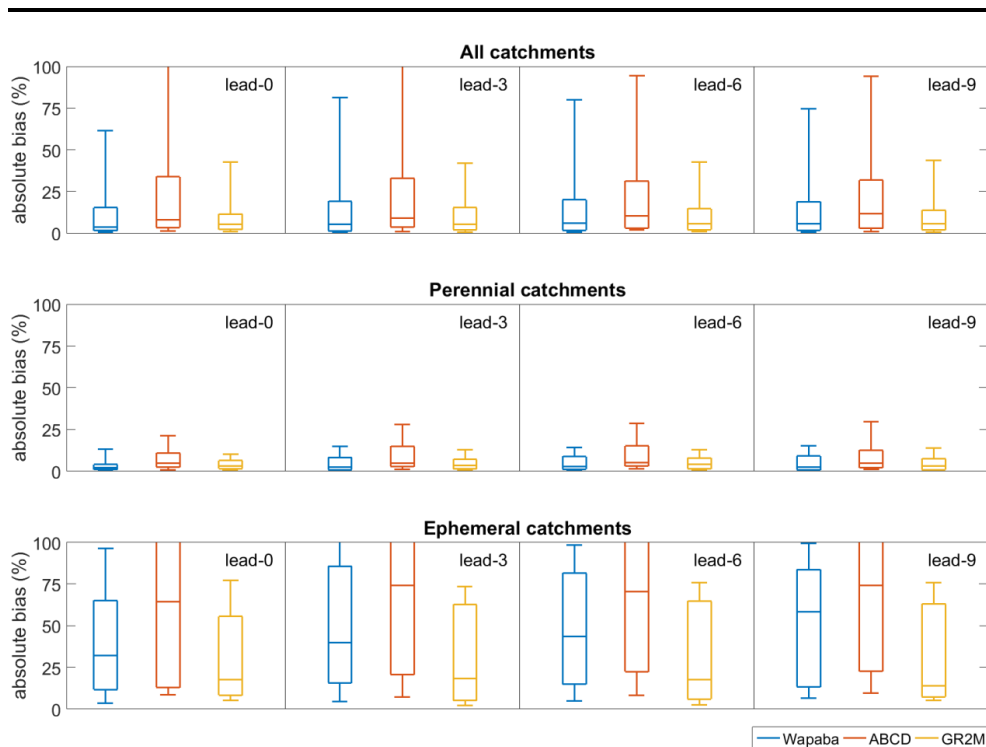 All catchments
absolute bias (%)
100
75
50
25
0
lead-0
lead-3
lead-6
lead-9
Perennial catchments
absolute bias (%)
100
75
50
25
0
lead-0
lead-3
lead-6
lead-9
Ephemeral catchments
absolute bias (%)
100
75
50
25
0
lead-0
lead-3
lead-6
lead-9
Wapaba ABCD GR2M